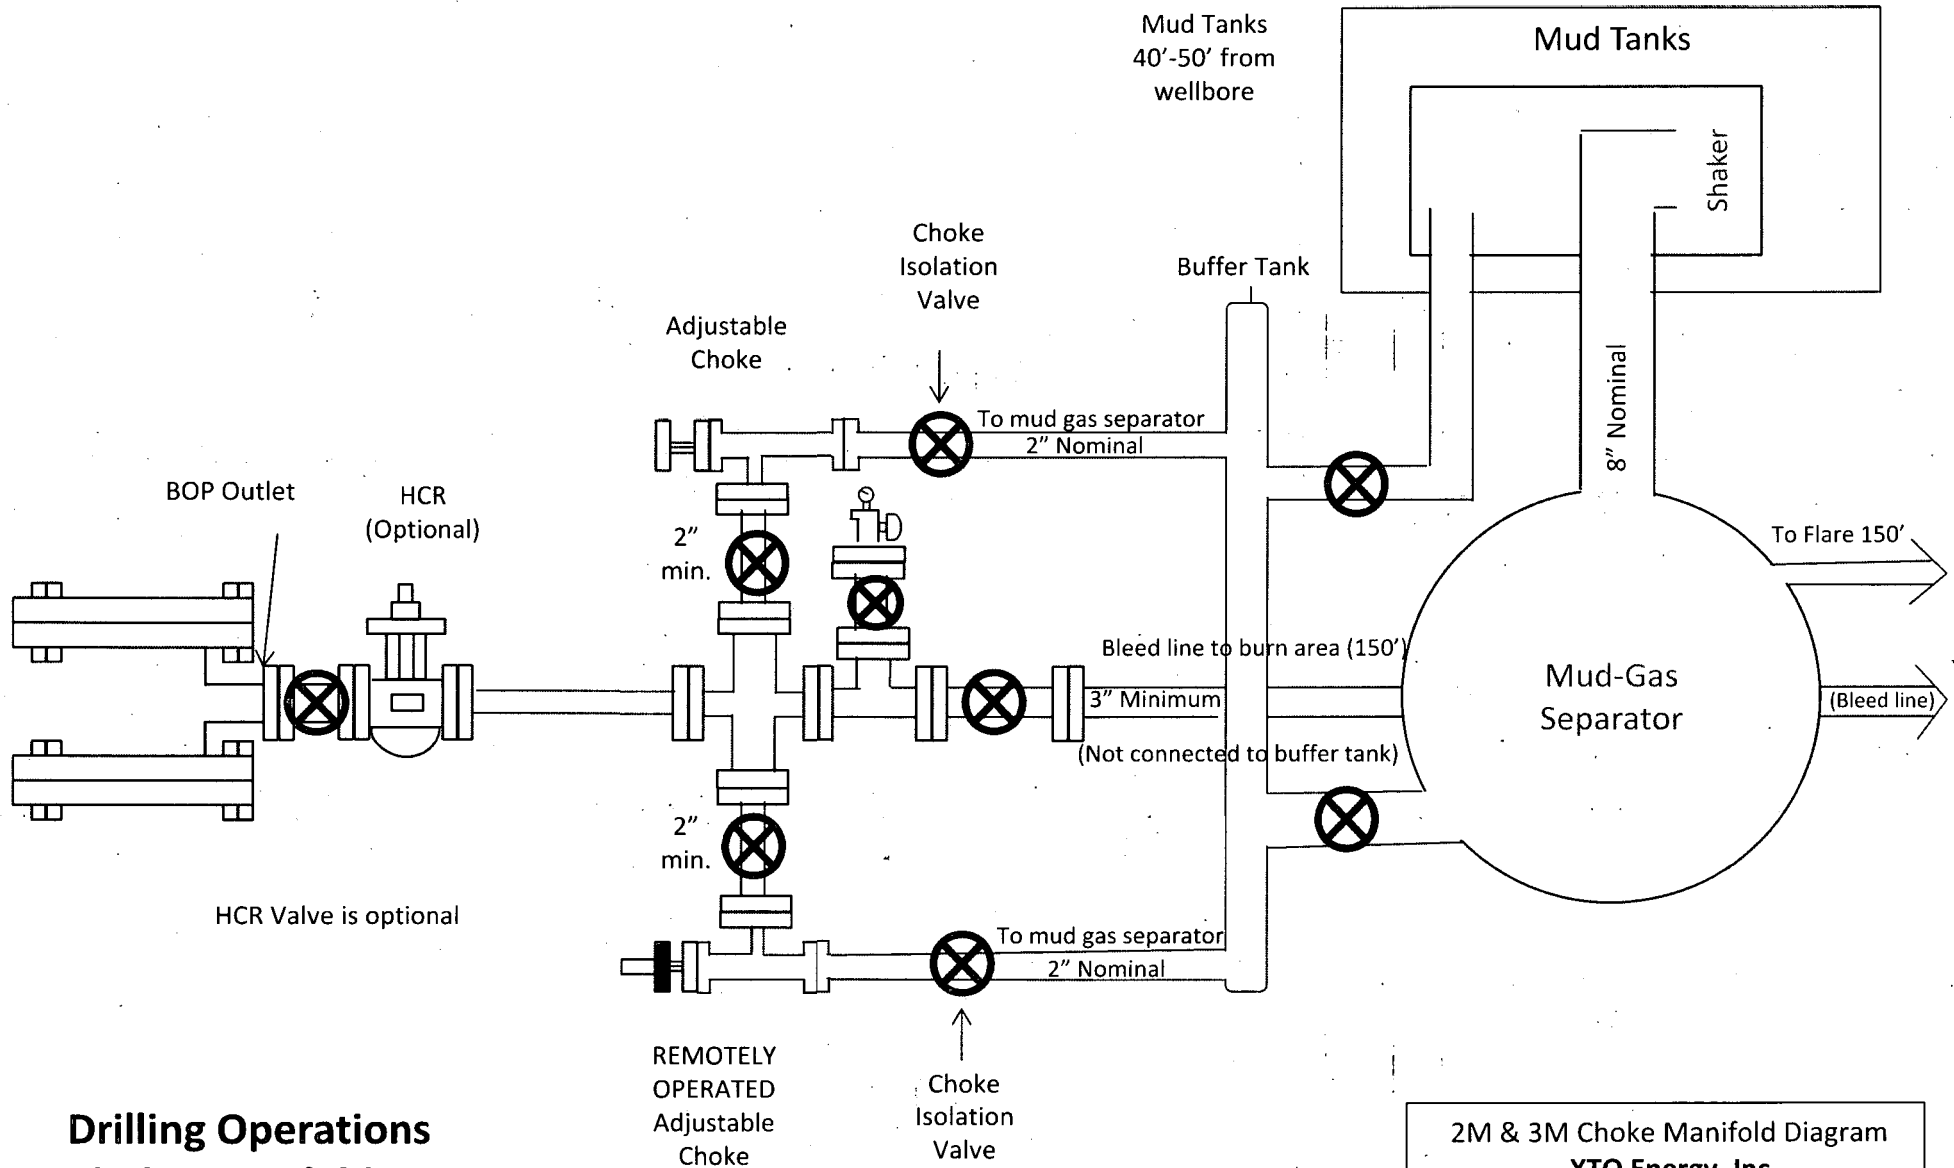 Mud Tanks
40’-50’ from
wellbore
Mud Tanks
Shaker
Choke
Isolation
Valve
Buffer Tank
Adjustable
Choke
8” Nominal
To mud gas separator
2” Nominal
BOP Outlet
HCR
(Optional)
2”
min.
To Flare 150’
Bleed line to burn area (150’)
3” Minimum
(Not connected to buffer tank)
Mud-Gas
Separator
(Bleed line)
2”
min.
HCR Valve is optional
To mud gas separator
2” Nominal
REMOTELY
OPERATED
Adjustable
Choke
Choke
Isolation
Valve
Drilling Operations
2M & 3M Choke Manifold Diagram
XTO Energy, Inc.